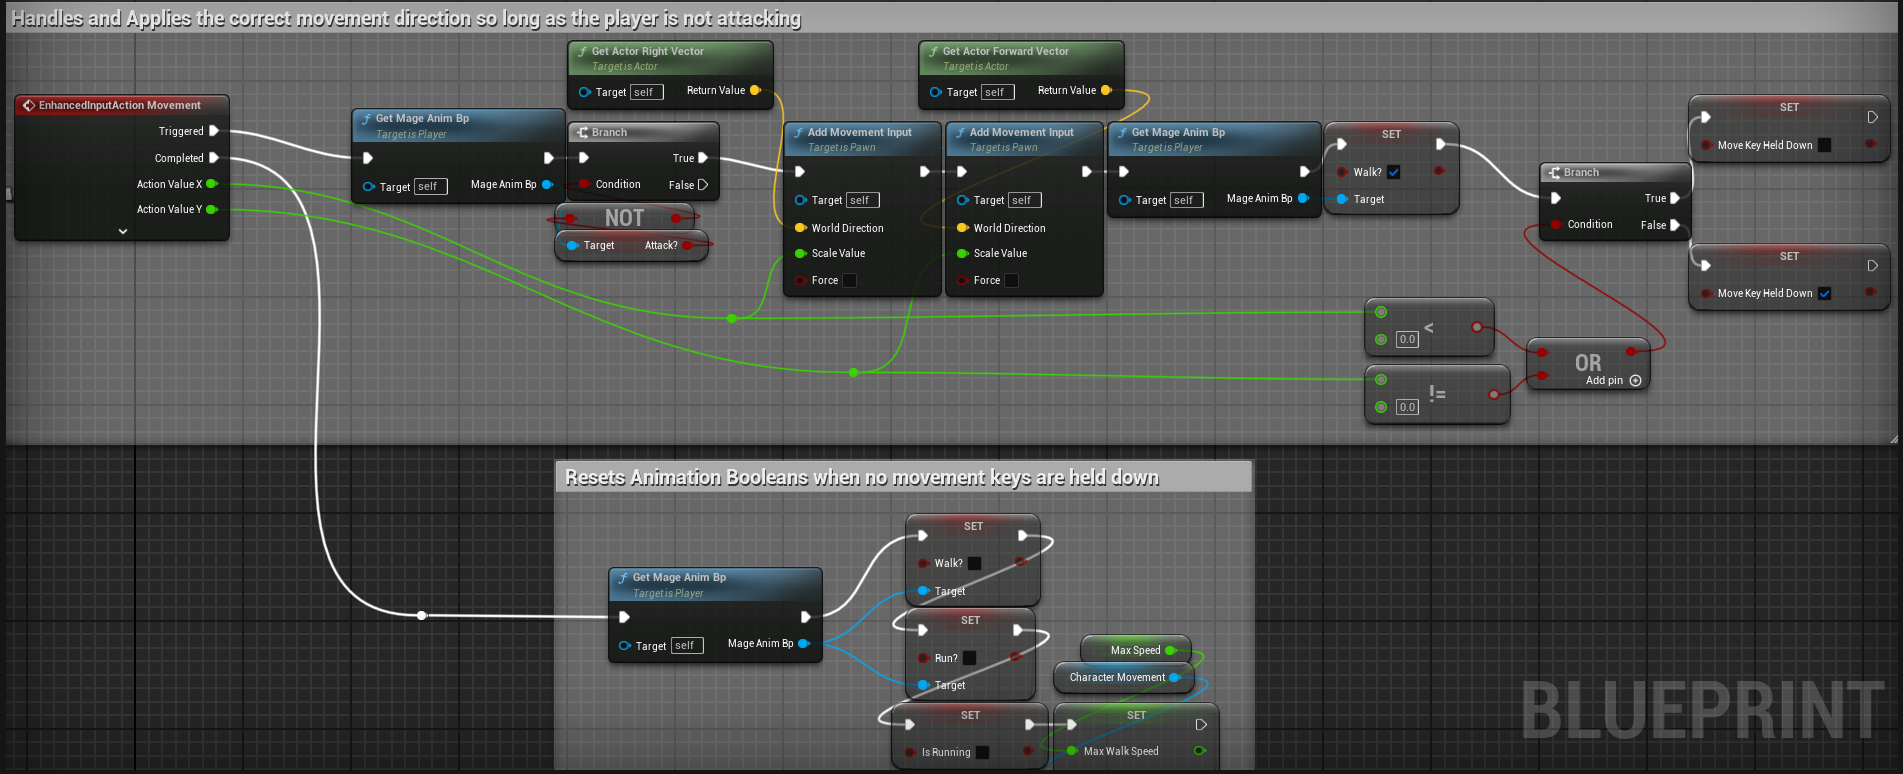 Handles and Applies the correct movement direction so long as the player is not attacking
EnhancedInputAction Movement
Triggered
Completed
Action Value X
Action Value Y
Get Mage Anim Bp
Target is Player
Target self
Mage Anim Bp
Get Actor Right Vector
Target is Actor
Target self
Return Value
Branch
True
Condition
False
NOT
Target
Attack?
Add Movement Input
Target is Pawn
Target self
World Direction
Scale Value
Force
Get Actor Forward Vector
Target is Actor
Target self
Return Value
Add Movement Input
Target is Pawn
Target self
World Direction
Scale Value
Force
Get Mage Anim Bp
Target is Player
Target self
Mage Anim Bp
SET
Walk?
Target
0.0
<
0.0
!=
OR
Add pin
Branch
True
Condition
False
SET
Move Key Held Down
SET
Move Key Held Down
Resets Animation Booleans when no movement keys are held down
Get Mage Anim Bp
Target is Player
Target self
Mage Anim Bp
SET
Walk?
Target
SET
Run?
Target
SET
Is Running
Max Speed
Character Movement
SET
Max Walk Speed
BLUEPRINT